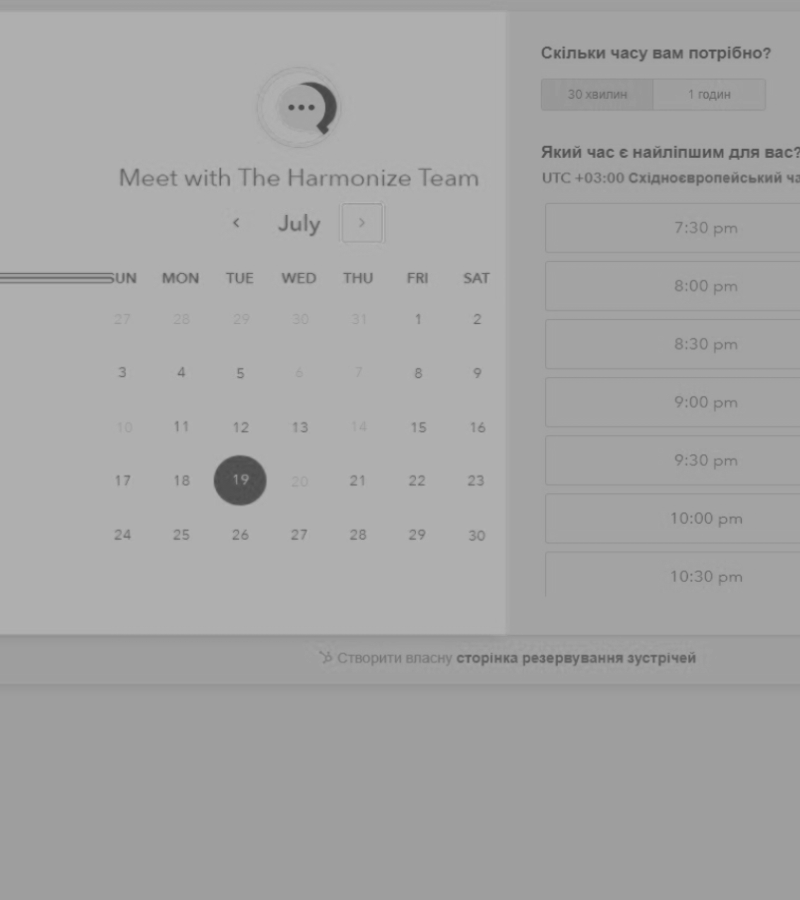 Meet with The Harmonize Team
July
SUN MON TUE WED THU FRI SAT
27 28 29 30 31 1 2
3 4 5 6 7 8 9
10 11 12 13 14 15 16
17 18 19 20 21 22 23
24 25 26 27 28 29 30
Скільки часу вам потрібно?
30 хвилин 1 годин
Який час є найліпшим для вас?
UTC +03:00 Східноєвропейський ча
7:30 pm
8:00 pm
8:30 pm
9:00 pm
9:30 pm
10:00 pm
10:30 pm
Створити власну сторінка резервування зустрічей